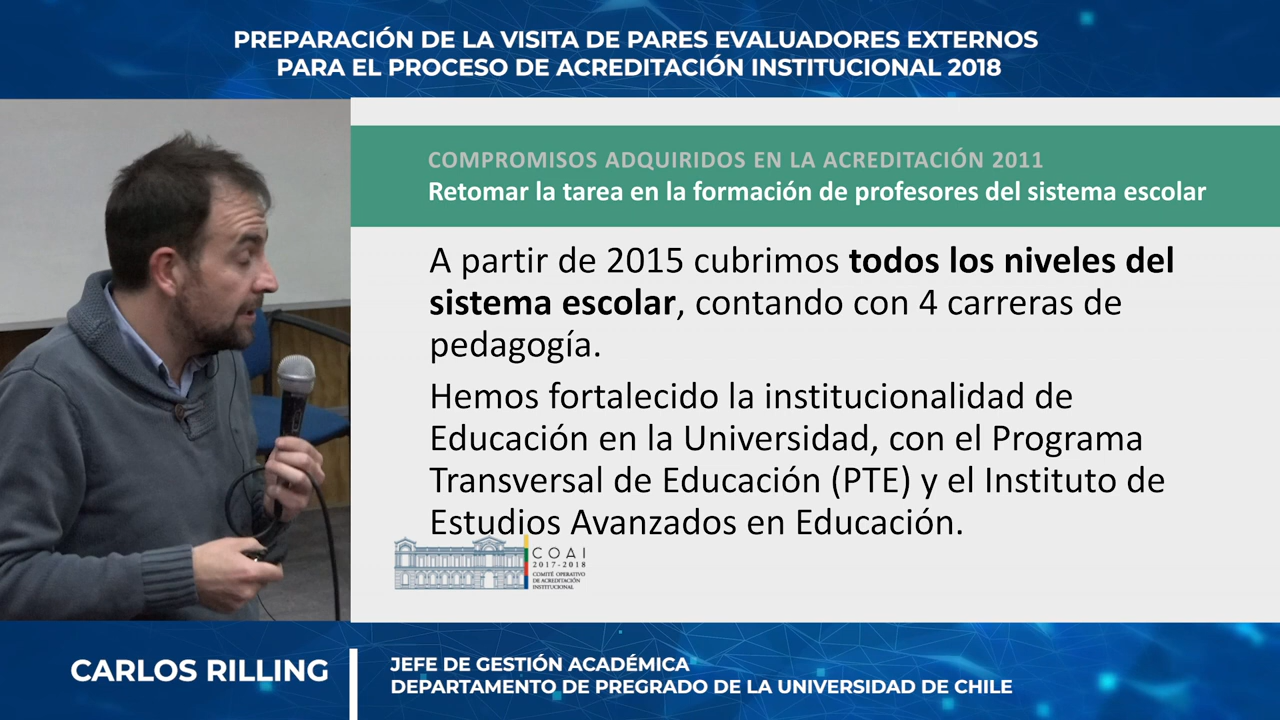 PREPARACIÓN DE LA VISITA DE PARES EVALUADORES EXTERNOS
PARA EL PROCESO DE ACREDITACIÓN INSTITUCIONAL 2018
COMPROMISOS ADQUIRIDOS EN LA ACREDITACIÓN 2011
Retomar la tarea en la formación de profesores del sistema escolar
A partir de 2015 cubrimos todos los niveles del
sistema escolar, contando con 4 carreras de
pedagogía.
Hemos fortalecido la institucionalidad de
Educación en la Universidad, con el Programa
Transversal de Educación (PTE) y el Instituto de
Estudios Avanzados en Educación.
COAI
2017-2018
COMITÉ OPERATIVO
DE ACREDITACIÓN
INSTITUCIONAL
CARLOS RILLING
JEFE DE GESTIÓN ACADÉMICA
DEPARTAMENTO DE PREGRADO DE LA UNIVERSIDAD DE CHILE